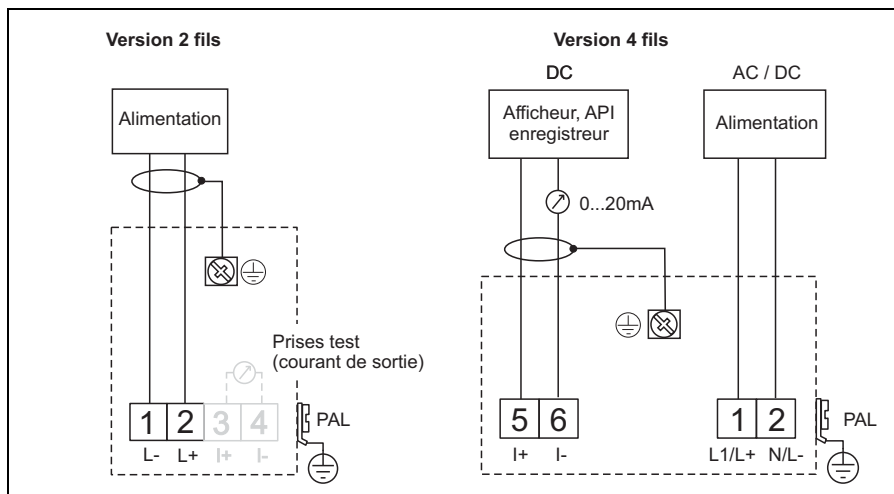 Version 2 fils
Alimentation
Prises test
(courant de sortie)
1 2 3 4
L- L+ I+ I-
PAL
Version 4 fils
DC
AC / DC
Afficheur, API
enregistreur
Alimentation
0...20mA
5 6
I+ I-
1 2
L1/L+ N/L-
PAL